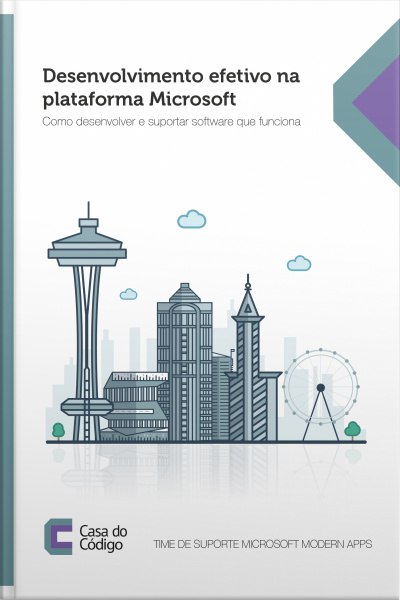 Desenvolvimento efetivo na
plataforma Microsoft
Como desenvolver e suportar software que funciona
Casa do
Código
TIME DE SUPORTE MICROSOFT MODERN APPS